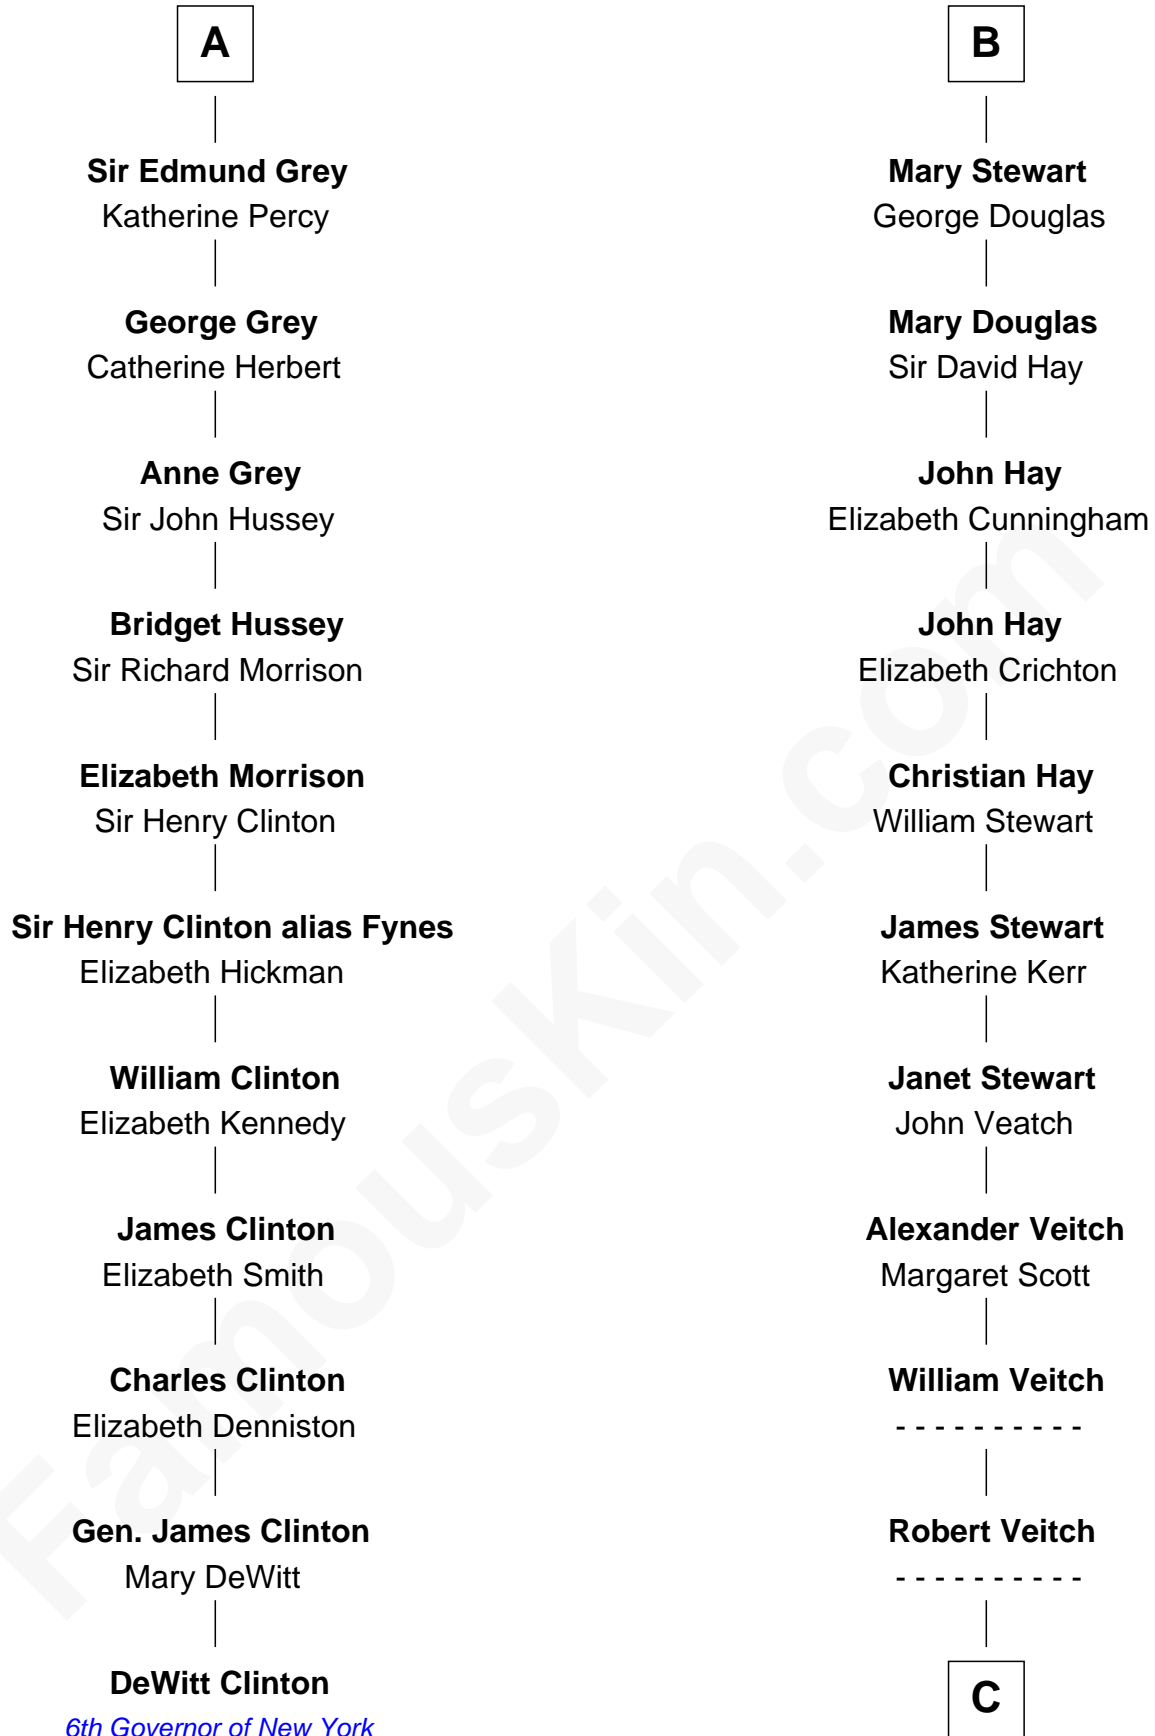 A
Sir Edmund Grey
Katherine Percy
George Grey
Catherine Herbert
Anne Grey
Sir John Hussey
Bridget Hussey
Sir Richard Morrison
Elizabeth Morrison
Sir Henry Clinton
Sir Henry Clinton alias Fynes
Elizabeth Hickman
William Clinton
Elizabeth Kennedy
James Clinton
Elizabeth Smith
Charles Clinton
Elizabeth Denniston
Gen. James Clinton
Mary DeWitt
DeWitt Clinton
6th Governor of New York
B
Mary Stewart
George Douglas
Mary Douglas
Sir David Hay
John Hay
Elizabeth Cunningham
John Hay
Elizabeth Crichton
Christian Hay
William Stewart
James Stewart
Katherine Kerr
Janet Stewart
John Veatch
Alexander Veitch
Margaret Scott
William Veitch
- - - - - - - - - -
Robert Veitch
- - - - - - - - - -
C
FamousKin.com